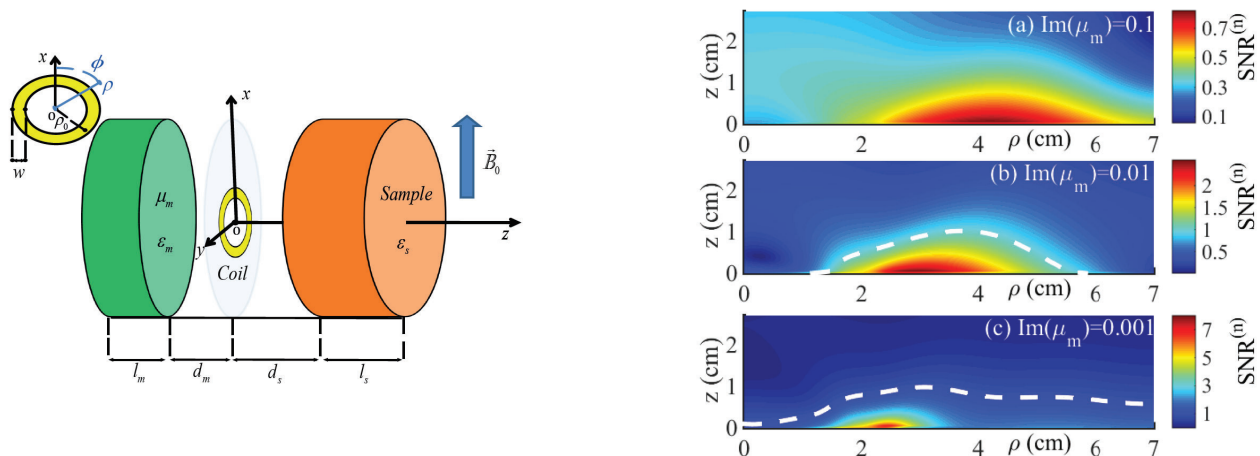 x
ϕ
ρ
o
ρ₀
w
x
μₘ
εₘ
y
o
Coil
Sample
εₛ
z
B⃗₀
lₘ
dₘ
dₛ
lₛ
(a) Im(μₘ)=0.1
z (cm)
2
1
0
0
2
ρ (cm)
4
6
7
0.7
0.5
0.3
0.1
SNR⁽ⁿ⁾
(b) Im(μₘ)=0.01
z (cm)
2
1
0
0
2
ρ (cm)
4
6
7
2
1.5
1
0.5
SNR⁽ⁿ⁾
(c) Im(μₘ)=0.001
z (cm)
2
1
0
0
2
4
ρ (cm)
6
7
7
5
3
1
SNR⁽ⁿ⁾